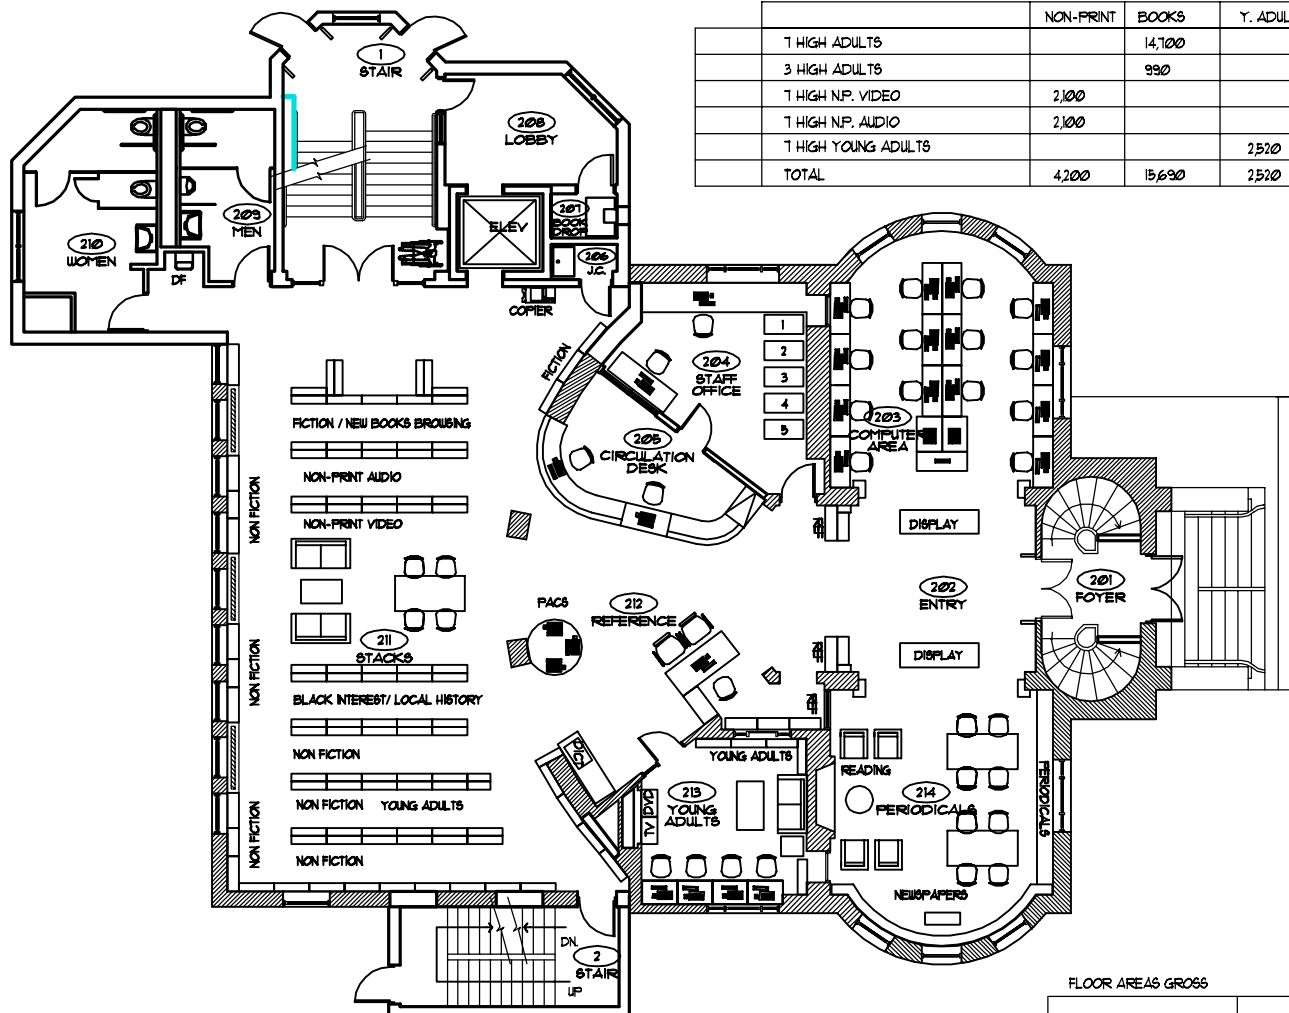 NON-PRINT BOOKS Y. ADUL
7 HIGH ADULTS 14,700
3 HIGH ADULTS 990
7 HIGH N.P. VIDEO 2,100
7 HIGH N.P. AUDIO 2,100
7 HIGH YOUNG ADULTS 2,520
TOTAL 4,200 15,690 2,520
1
STAIR
208
LOBBY
209
MEN
210
WOMEN
DF
ELEV
207
BOOK
DROP
206
J.C.
COPIER
FICTION
204
STAFF
OFFICE
1
2
3
4
5
203
COMPUTER
AREA
205
CIRCULATION
DESK
FICTION / NEW BOOKS BROWSING
NON-PRINT AUDIO
NON-PRINT VIDEO
NON FICTION
REF
DISPLAY
201
FOYER
202
ENTRY
PACS
212
REFERENCE
211
STACKS
NON FICTION
REF
DISPLAY
BLACK INTEREST/ LOCAL HISTORY
REF
NON FICTION
DICT
YOUNG ADULTS
READING
PERIODICALS
NON FICTION YOUNG ADULTS
213
YOUNG
ADULTS
TV DVD
214
PERIODICALS
NON FICTION
NON FICTION
NEWSPAPERS
DN.
2
STAIR
UP
FLOOR AREAS GROSS